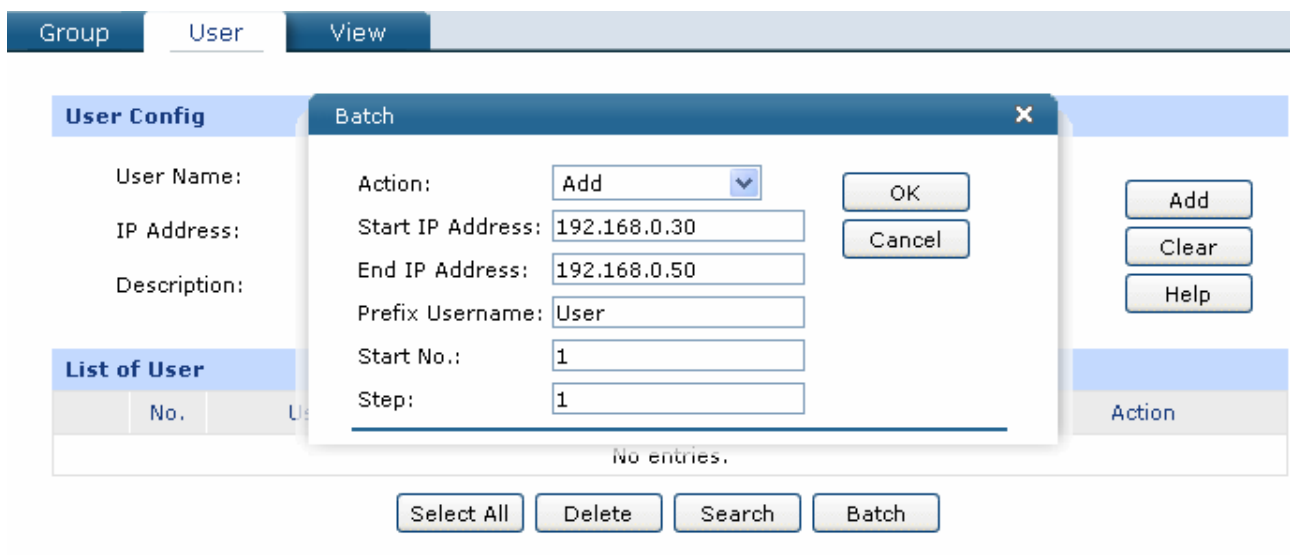 Group User View
User Config
Batch
User Name:
Action: Add
OK
Add
Start IP Address: 192.168.0.30
IP Address:
Cancel
Clear
End IP Address: 192.168.0.50
Description:
Help
Prefix Username: User
Start No.: 1
List of User
Step: 1
No.
Action
No entries.
Select All Delete Search Batch